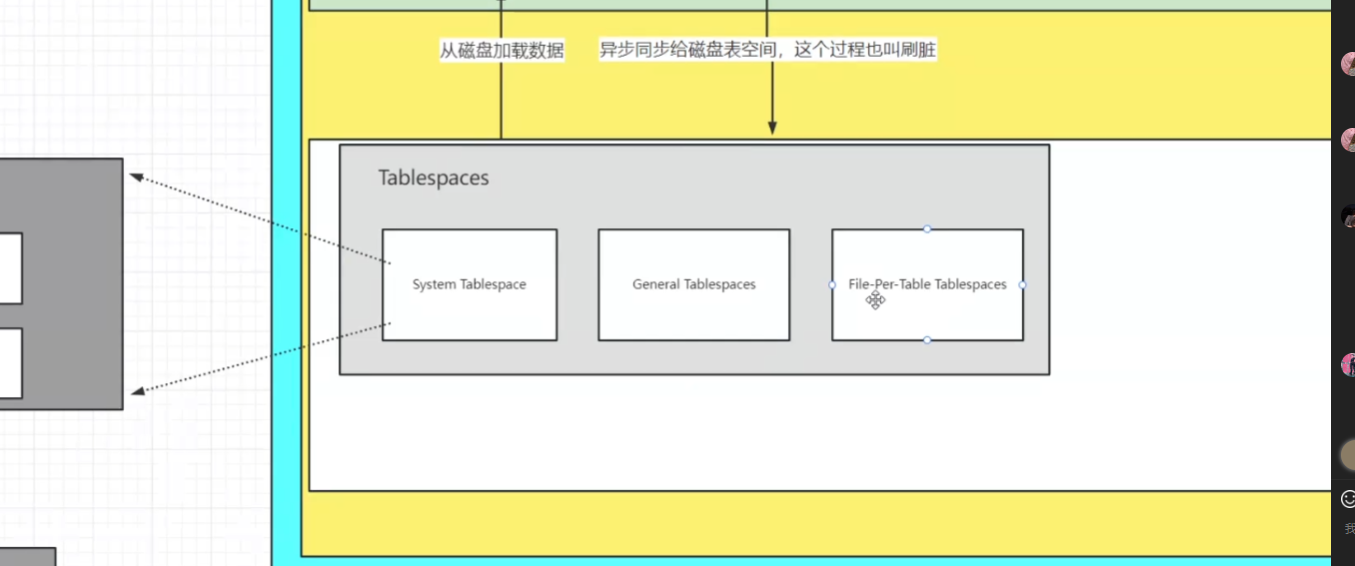 从磁盘加载数据
异步同步给磁盘表空间，这个过程也叫刷脏
Tablespaces
System Tablespace
General Tablespaces
File-Per-Table Tablespaces
我